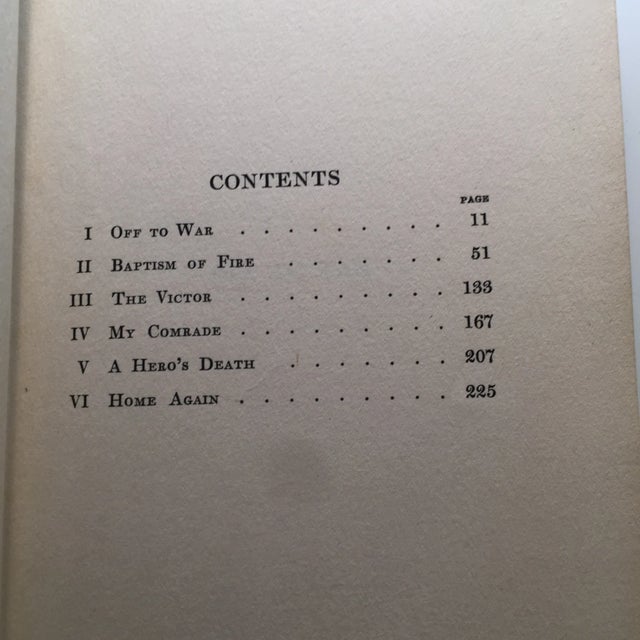 CONTENTS
PAGE
I Off to War . . . . . . . . . 11
II Baptism of Fire . . . . . . . 51
III The Victor . . . . . . . . . 133
IV My Comrade . . . . . . . . . 167
V A Hero's Death . . . . . . . 207
VI Home Again . . . . . . . . . 225